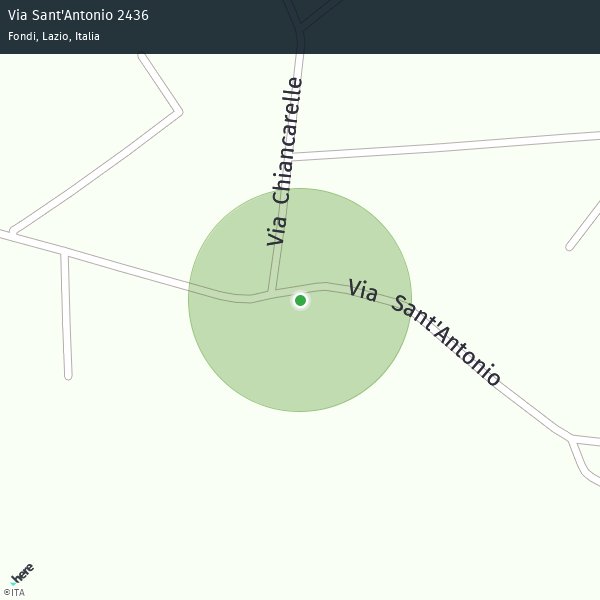 Via Sant'Antonio 2436
Fondi, Lazio, Italia
Via Chiancarelle
Via Sant'Antonio
here
©ITA